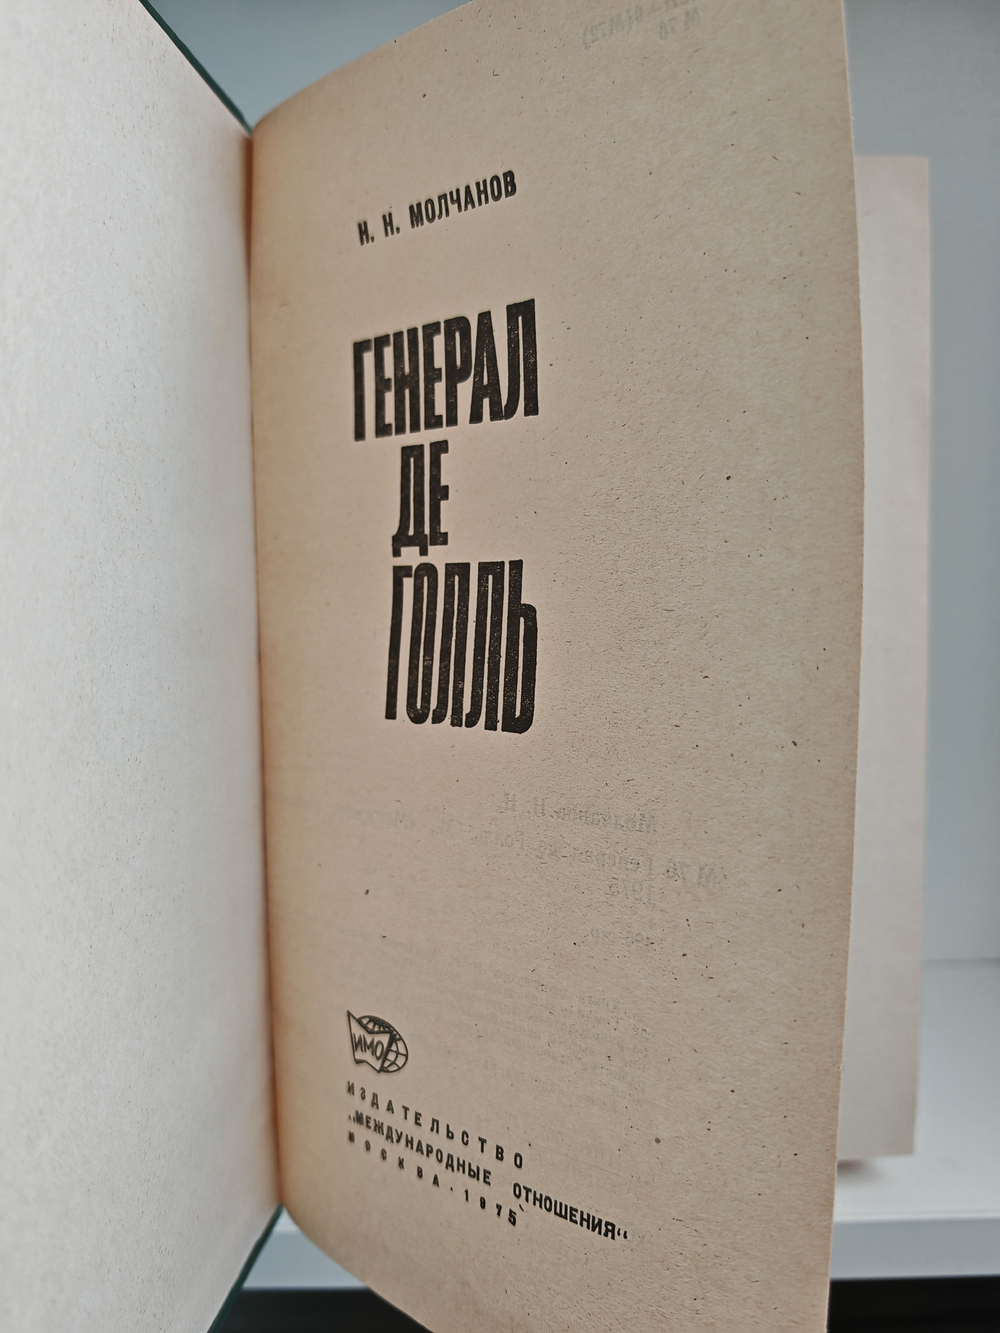 Н. Н. МОЛЧАНОВ
ГЕНЕРАЛ
ДЕ
ГОЛЛЬ
ИМО
ИЗДАТЕЛЬСТВО
„МЕЖДУНАРОДНЫЕ ОТНОШЕНИЯ“
МОСКВА · 1975